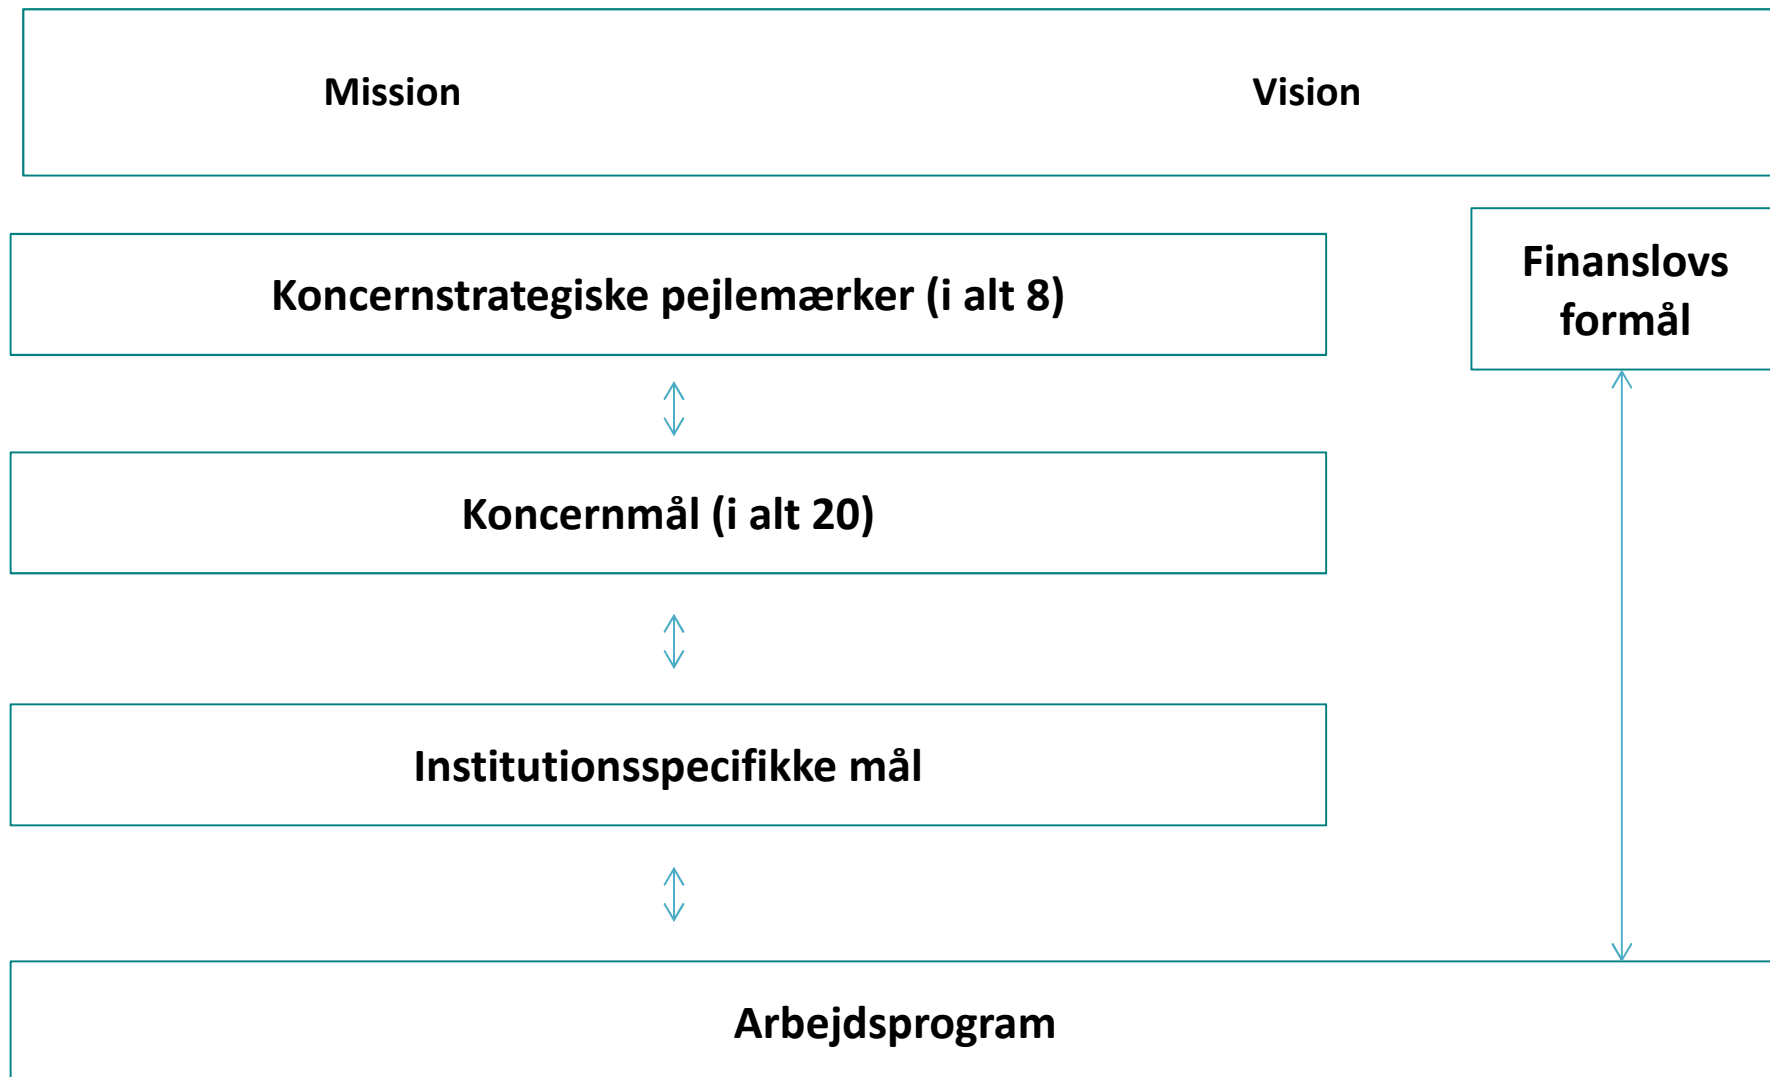 Mission
Vision
Koncernstrategiske pejlemærker (i alt 8)
Finanslovs
formål
Koncernmål (i alt 20)
Institutionsspecifikke mål
Arbejdsprogram